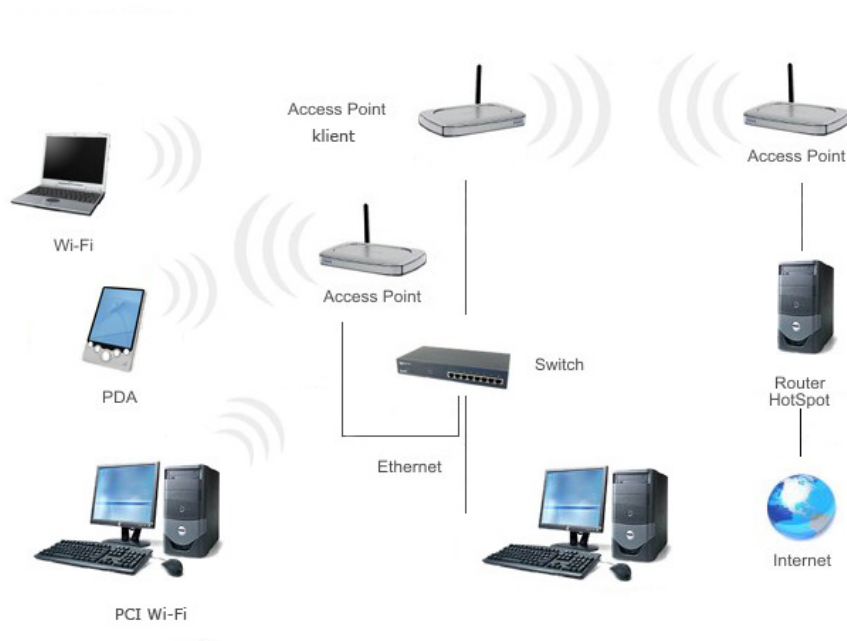 Access Point
klient
Access Point
Wi-Fi
Access Point
PDA
Switch
Router
HotSpot
Ethernet
Internet
PCI Wi-Fi